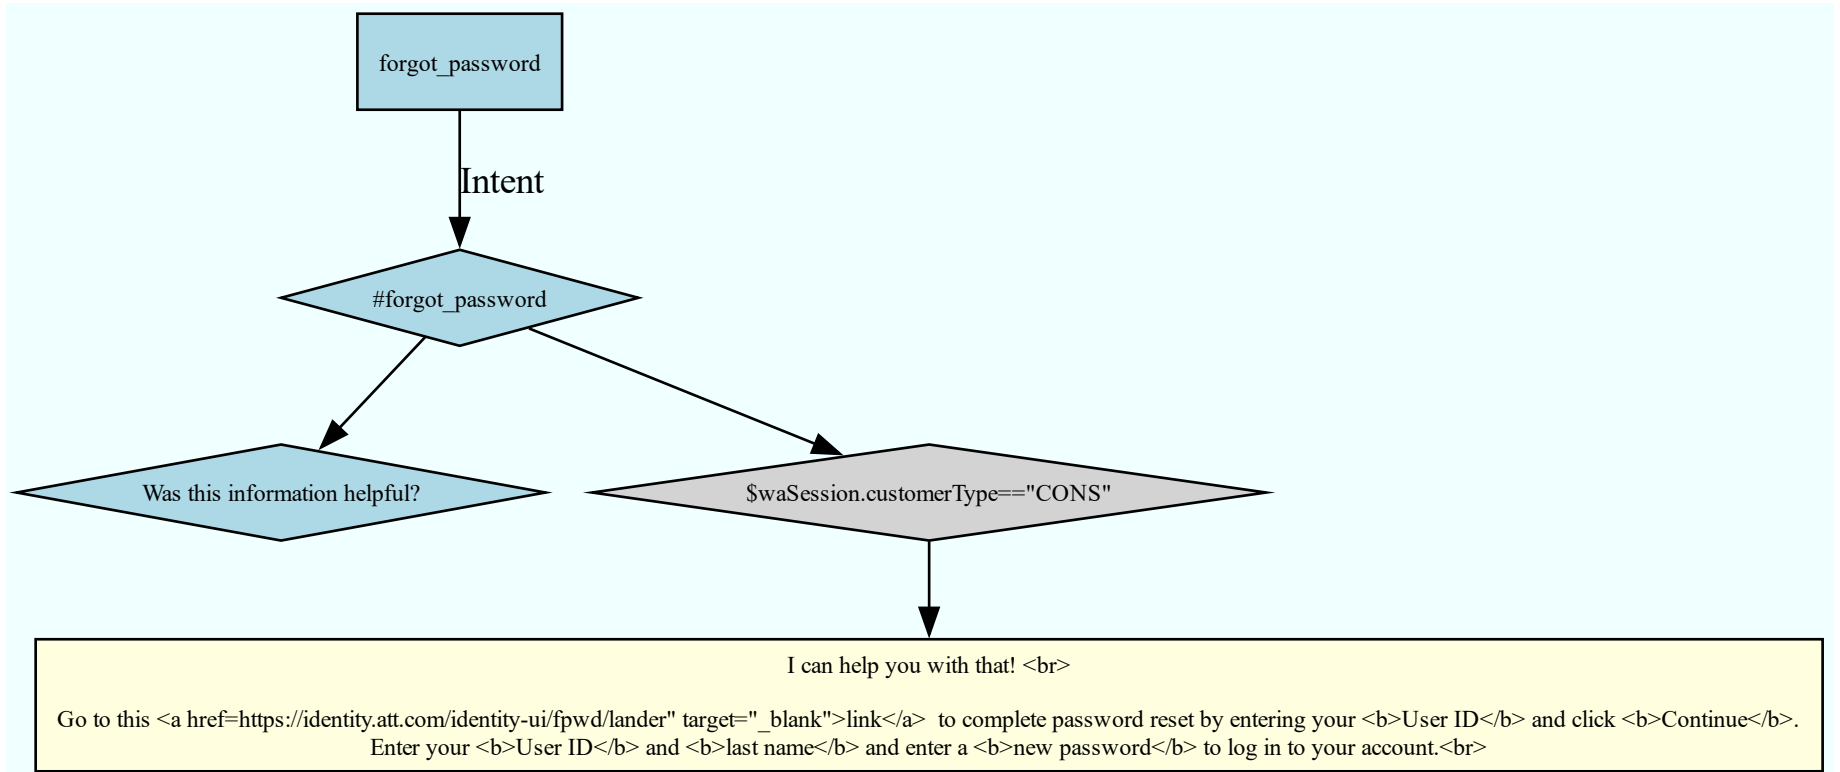 forgot_password
Intent
#forgot_password
Was this information helpful?
$waSession.customerType=="CONS"
I can help you with that! <br>
Go to this <a href=https://identity.att.com/identity-ui/fpwd/lander" target="_blank">link</a>  to complete password reset by entering your <b>User ID</b> and click <b>Continue</b>.
Enter your <b>User ID</b> and <b>last name</b> and enter a <b>new password</b> to log in to your account.<br>